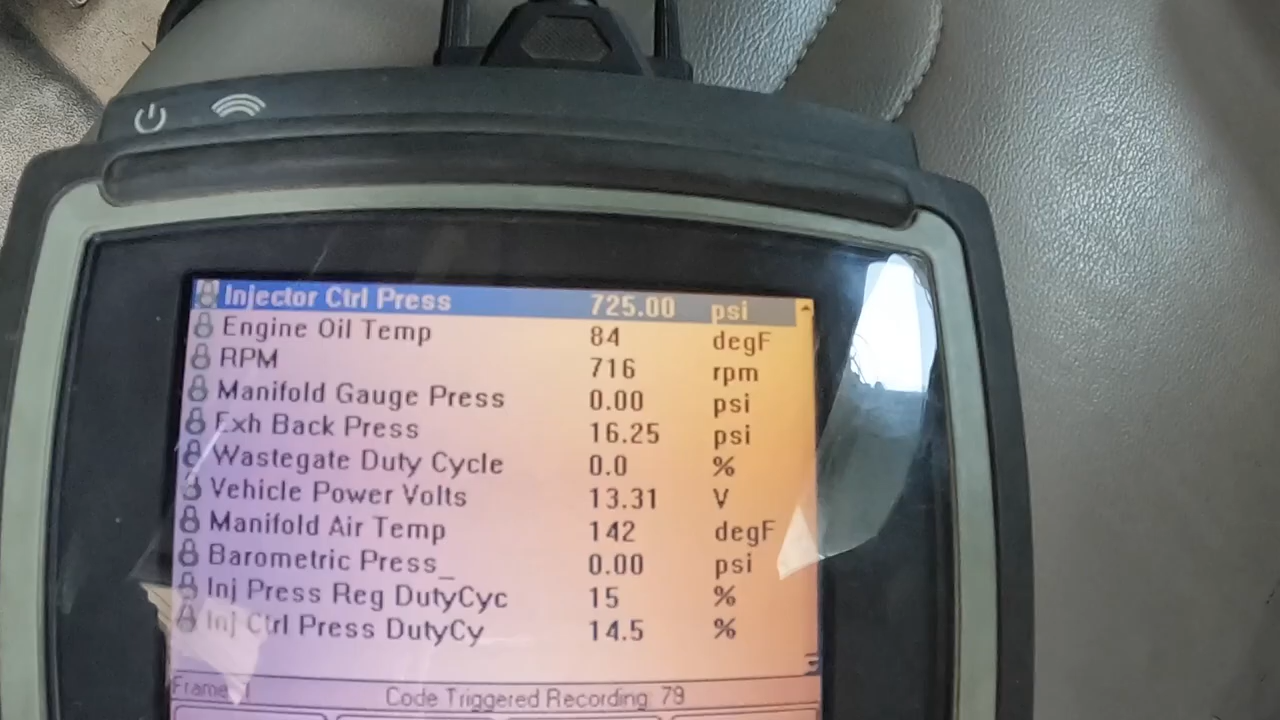 Injector Ctrl Press 725.00 psi
Engine Oil Temp 84 degF
RPM 716 rpm
Manifold Gauge Press 0.00 psi
Exh Back Press 16.25 psi
Wastegate Duty Cycle 0.0 %
Vehicle Power Volts 13.31 V
Manifold Air Temp 142 degF
Barometric Press_ 0.00 psi
Inj Press Reg DutyCyc 15 %
Inj Ctrl Press DutyCy 14.5 %
Frame Code Triggered Recording 79